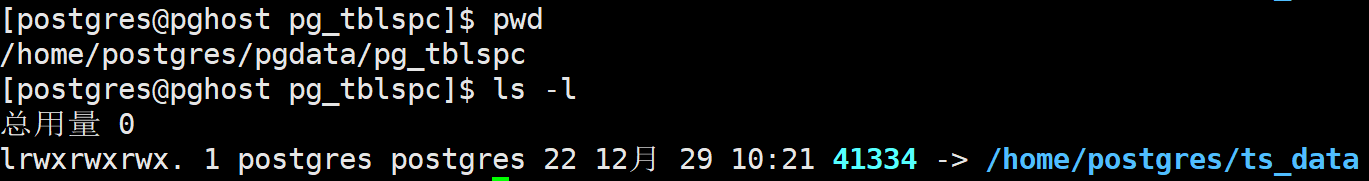 [postgres@pghost pg_tblspc]$ pwd
/home/postgres/pgdata/pg_tblspc
[postgres@pghost pg_tblspc]$ ls -l
总用量 0
lrwxrwxrwx. 1 postgres postgres 22 12月 29 10:21 41334 -> /home/postgres/ts_data